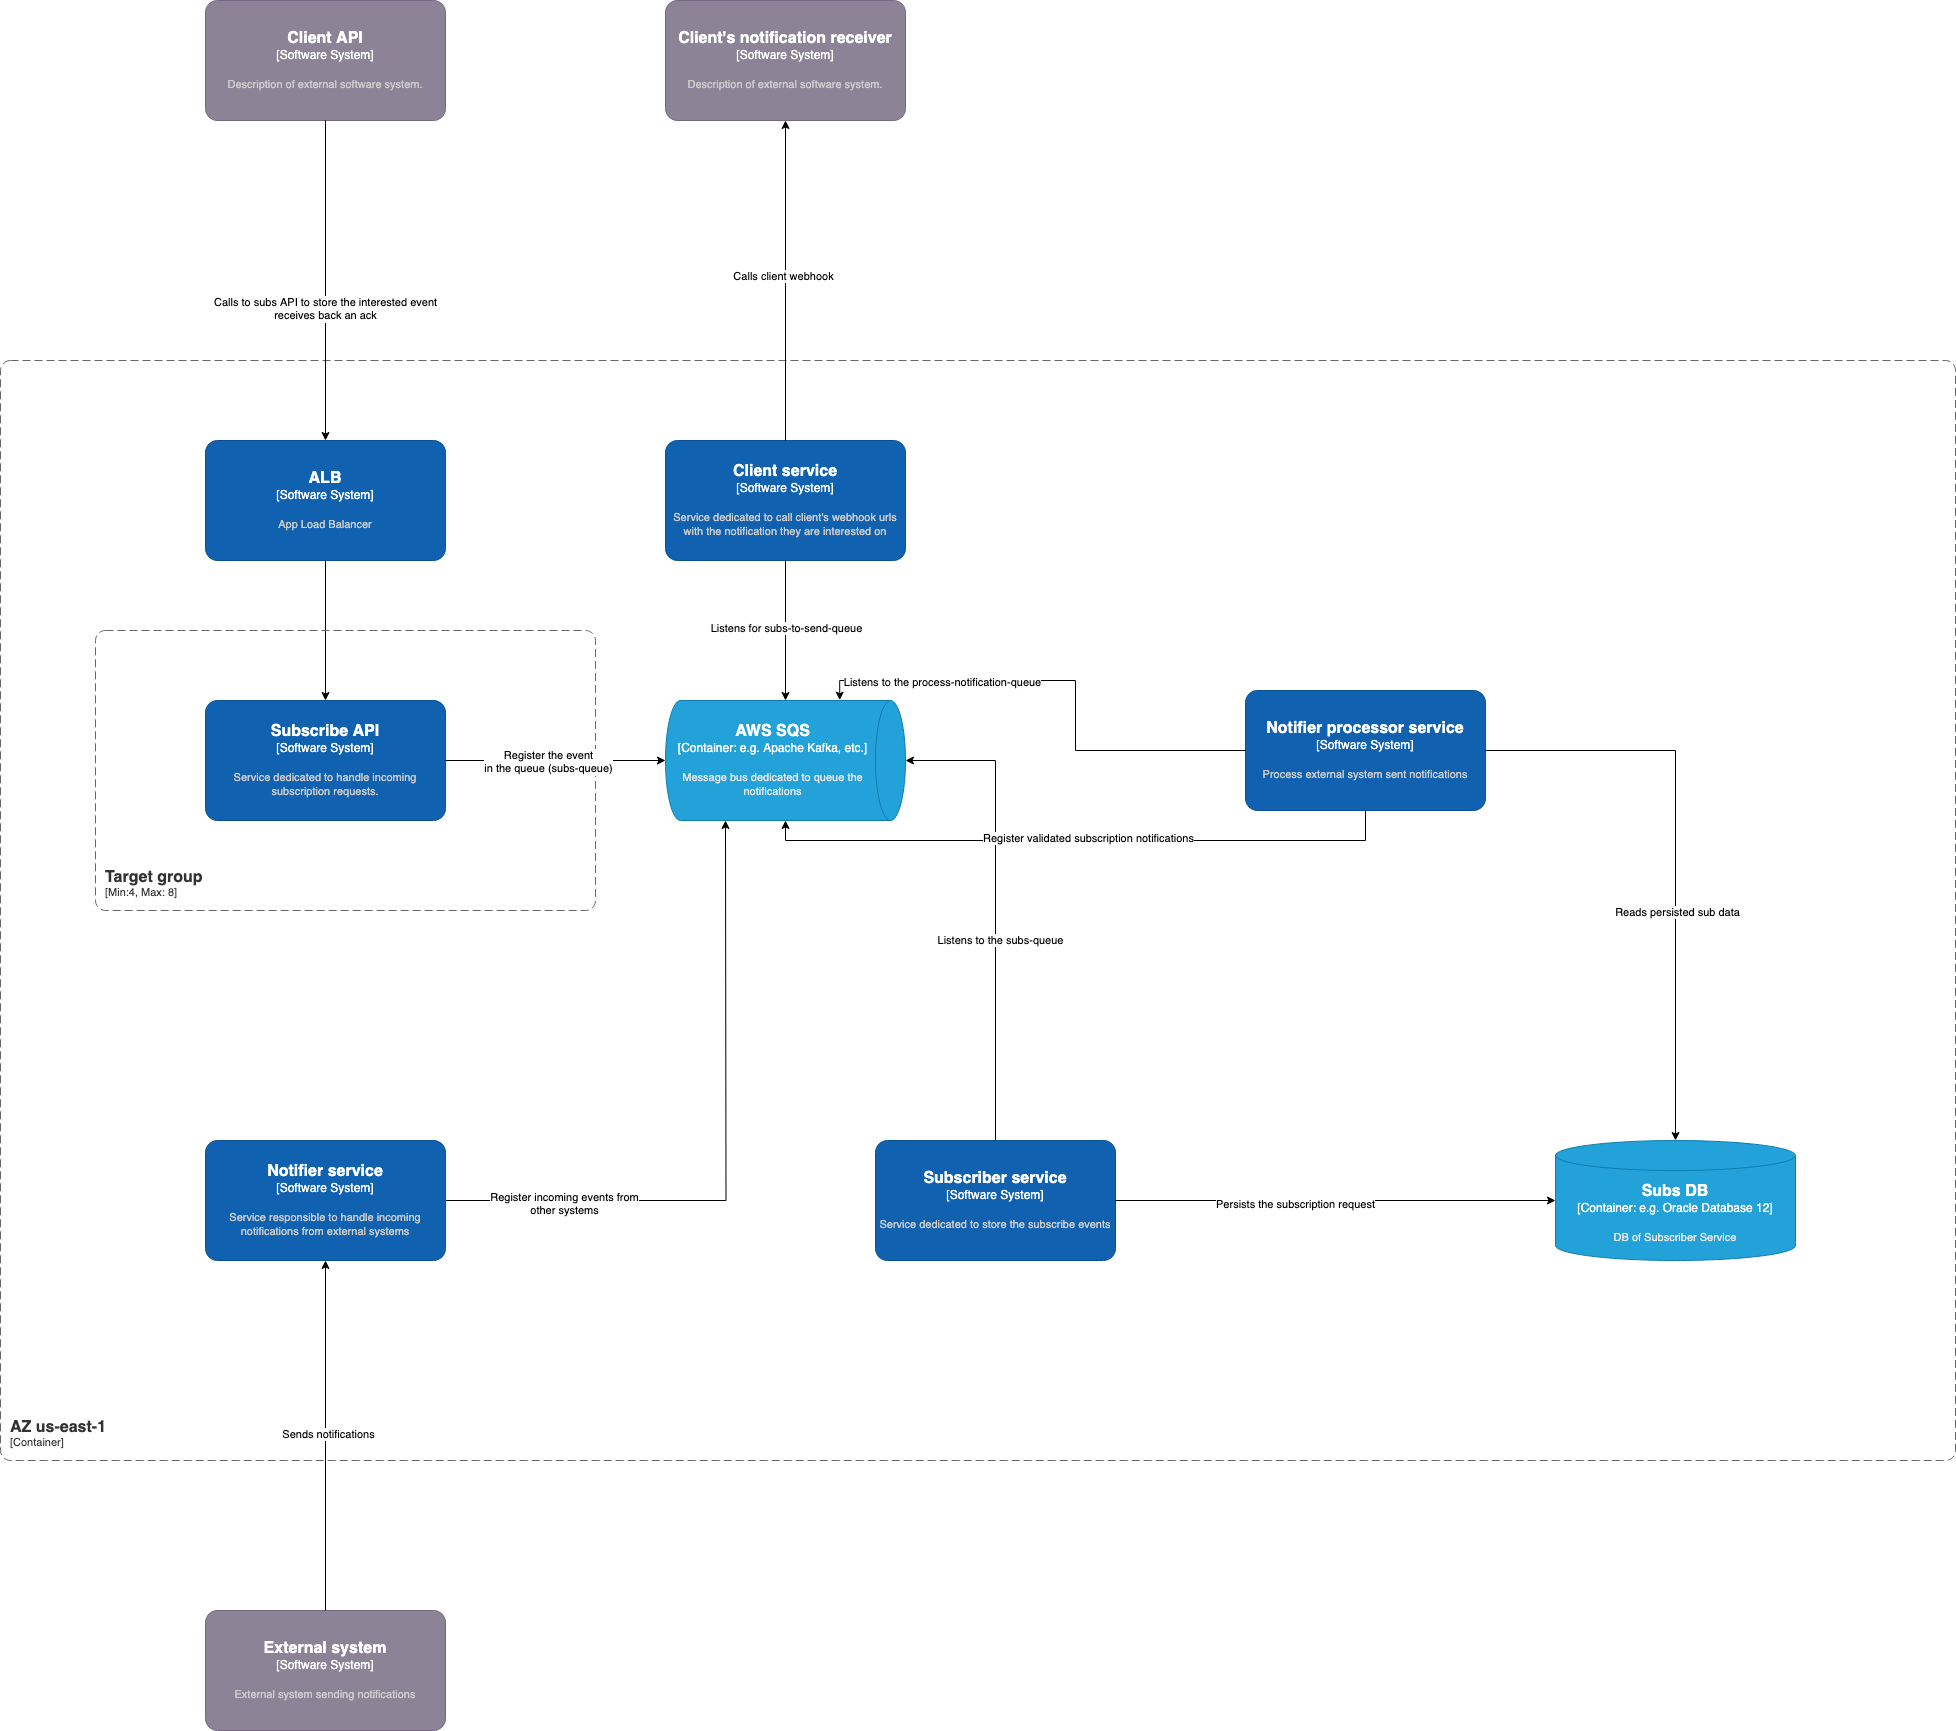 Client API
[Software System]
Description of external software system.
Client's notification receiver
[Software System]
Description of external software system.
Calls client webhook
Calls to subs API to store the interested event
receives back an ack
ALB
[Software System]
App Load Balancer
Client service
[Software System]
Service dedicated to call client's webhook urls
with the notification they are interested on
Listens for subs-to-send-queue
Listens to the process-notification-queue
Subscribe API
[Software System]
Service dedicated to handle incoming
subscription requests.
Register the event
in the queue (subs-queue)
AWS SQS
[Container: e.g. Apache Kafka, etc.]
Message bus dedicated to queue the
notifications
Notifier processor service
[Software System]
Process external system sent notifications
Register validated subscription notifications
Target group
[Min:4, Max: 8]
Reads persisted sub data
Listens to the subs-queue
Notifier service
[Software System]
Service responsible to handle incoming
notifications from external systems
Register incoming events from
other systems
Subscriber service
[Software System]
Service dedicated to store the subscribe events
Persists the subscription request
Subs DB
[Container: e.g. Oracle Database 12]
DB of Subscriber Service
AZ us-east-1
[Container]
Sends notifications
External system
[Software System]
External system sending notifications